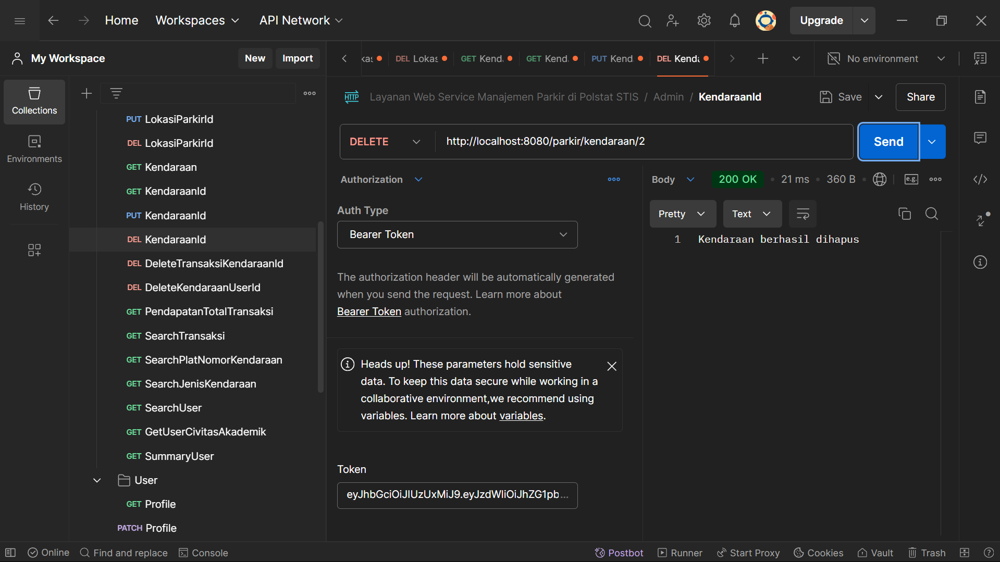 Home
Workspaces
API Network
Upgrade
My Workspace
New
Import
DEL Lokas
GET Kend
GET Kend
PUT Kend
DEL Kenda
No environment
Collections
Environments
History
PUT LokasiParkirId
DEL LokasiParkirId
GET Kendaraan
GET KendaraanId
PUT KendaraanId
DEL KendaraanId
DEL DeleteTransaksiKendaraanId
DEL DeleteKendaraanUserId
GET PendapatanTotalTransaksi
GET SearchTransaksi
GET SearchPlatNomorKendaraan
GET SearchJenisKendaraan
GET SearchUser
GET GetUserCivitasAkademik
GET SummaryUser
User
GET Profile
PATCH Profile
HTTP
Layanan Web Service Manajemen Parkir di Polstat STIS / Admin / KendaraanId
Save
Share
DELETE
http://localhost:8080/parkir/kendaraan/2
Send
Authorization
Auth Type
Bearer Token
The authorization header will be automatically generated
when you send the request. Learn more about
Bearer Token authorization.
Heads up! These parameters hold sensitive
data. To keep this data secure while working in a
collaborative environment,we recommend using
variables. Learn more about variables.
Token
eyJhbGciOiJIUzUxMiJ9.eyJzdWIiOiJhZG1pb...
Body
200 OK
21 ms
360 B
e.g.
Pretty
Text
1 Kendaraan berhasil dihapus
Online
Find and replace
Console
Postbot
Runner
Start Proxy
Cookies
Vault
Trash